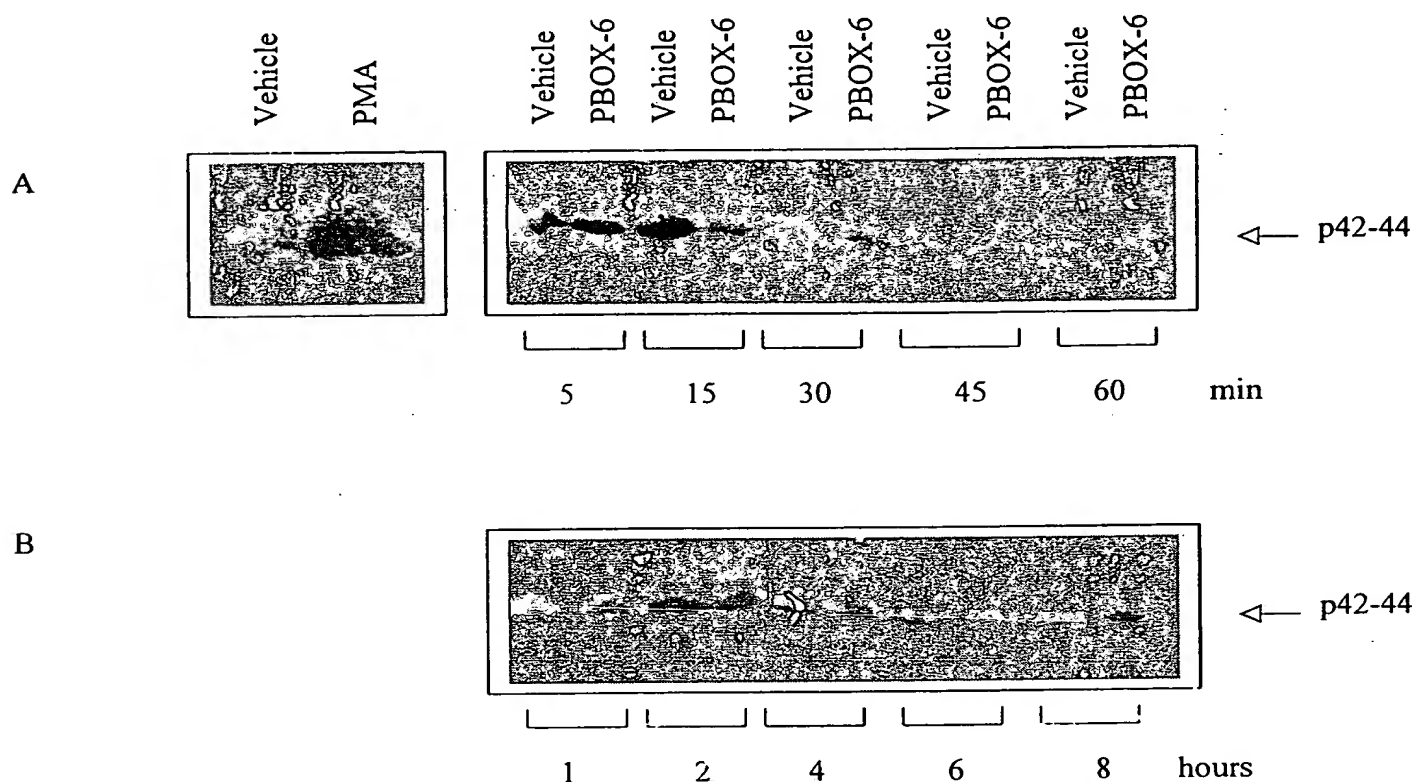 Vehicle PMA Vehicle PBOX-6 Vehicle PBOX-6 Vehicle PBOX-6 Vehicle PBOX-6 Vehicle PBOX-6
A
p42-44
5 15 30 45 60 min
B
p42-44
1 2 4 6 8 hours